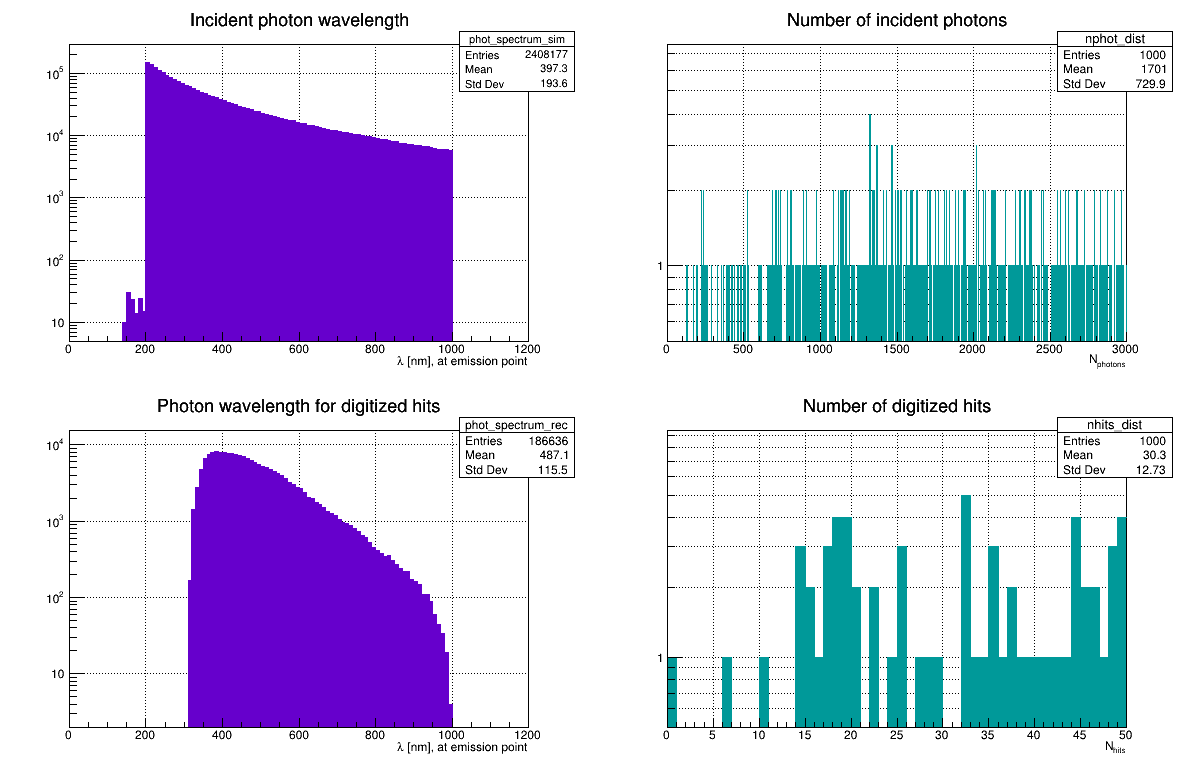 Incident photon wavelength
phot_spectrum_sim
Entries 2408177
Mean 397.3
Std Dev 193.6
10^5
10^4
10^3
10^2
10
0 200 400 600 800 1000 1200
λ [nm], at emission point
Number of incident photons
nphot_dist
Entries 1000
Mean 1701
Std Dev 729.9
1
0 500 1000 1500 2000 2500 3000
N_photons
Photon wavelength for digitized hits
phot_spectrum_rec
Entries 186636
Mean 487.1
Std Dev 115.5
10^4
10^3
10^2
10
0 200 400 600 800 1000 1200
λ [nm], at emission point
Number of digitized hits
nhits_dist
Entries 1000
Mean 30.3
Std Dev 12.73
1
0 5 10 15 20 25 30 35 40 45 50
N_hits